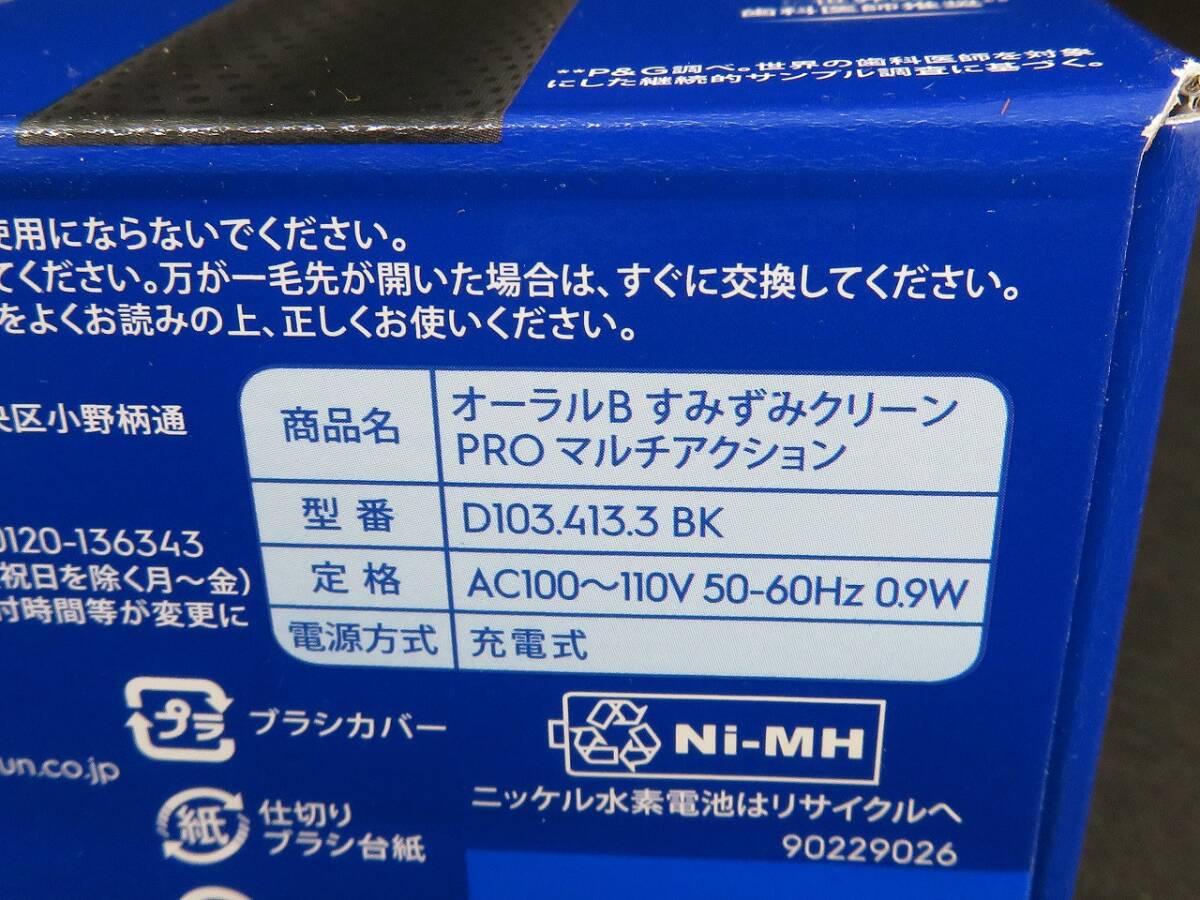 歯科医師推奨**
**P&G調べ。世界の歯科医師を対象
にした継続的サンプル調査に基づく。
使用にならないでください。
てください。万が一毛先が開いた場合は、すぐに交換してください。
をよくお読みの上、正しくお使いください。
央区小野柄通
0120-136343
祝日を除く月〜金)
付時間等が変更に
商品名 オーラルB すみずみクリーン
PRO マルチアクション
型番 D103.413.3 BK
定格 AC100〜110V 50-60Hz 0.9W
電源方式 充電式
プラ ブラシカバー
un.co.jp
紙 仕切り
ブラシ台紙
Ni-MH
ニッケル水素電池はリサイクルへ
90229026